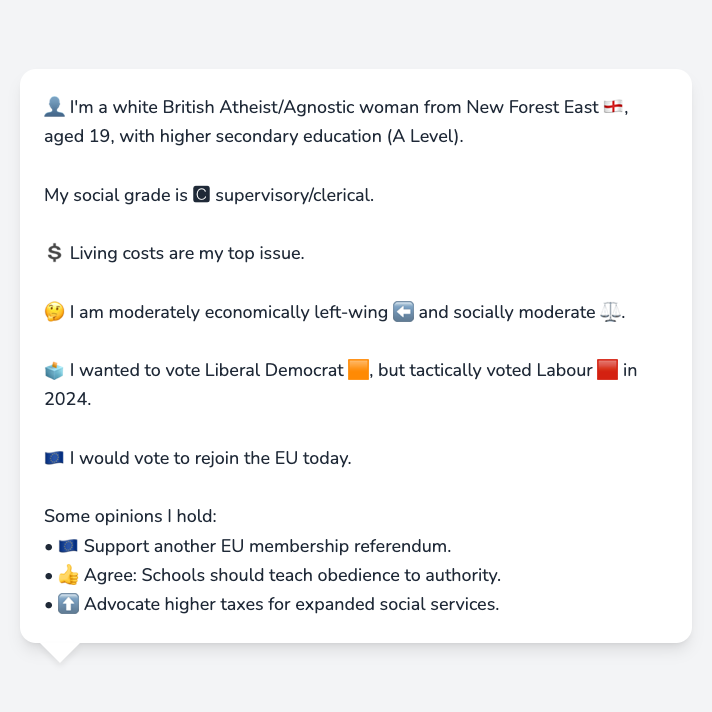 👤 I'm a white British Atheist/Agnostic woman from New Forest East 🏴󠁧󠁢󠁥󠁮󠁧󠁿,
aged 19, with higher secondary education (A Level).
My social grade is 🅲 supervisory/clerical.
💲 Living costs are my top issue.
🤔 I am moderately economically left-wing ⬅️ and socially moderate ⚖️.
🗳️ I wanted to vote Liberal Democrat 🟧, but tactically voted Labour 🟥 in
2024.
🇪🇺 I would vote to rejoin the EU today.
Some opinions I hold:
• 🇪🇺 Support another EU membership referendum.
• 👍 Agree: Schools should teach obedience to authority.
• ⬆️ Advocate higher taxes for expanded social services.